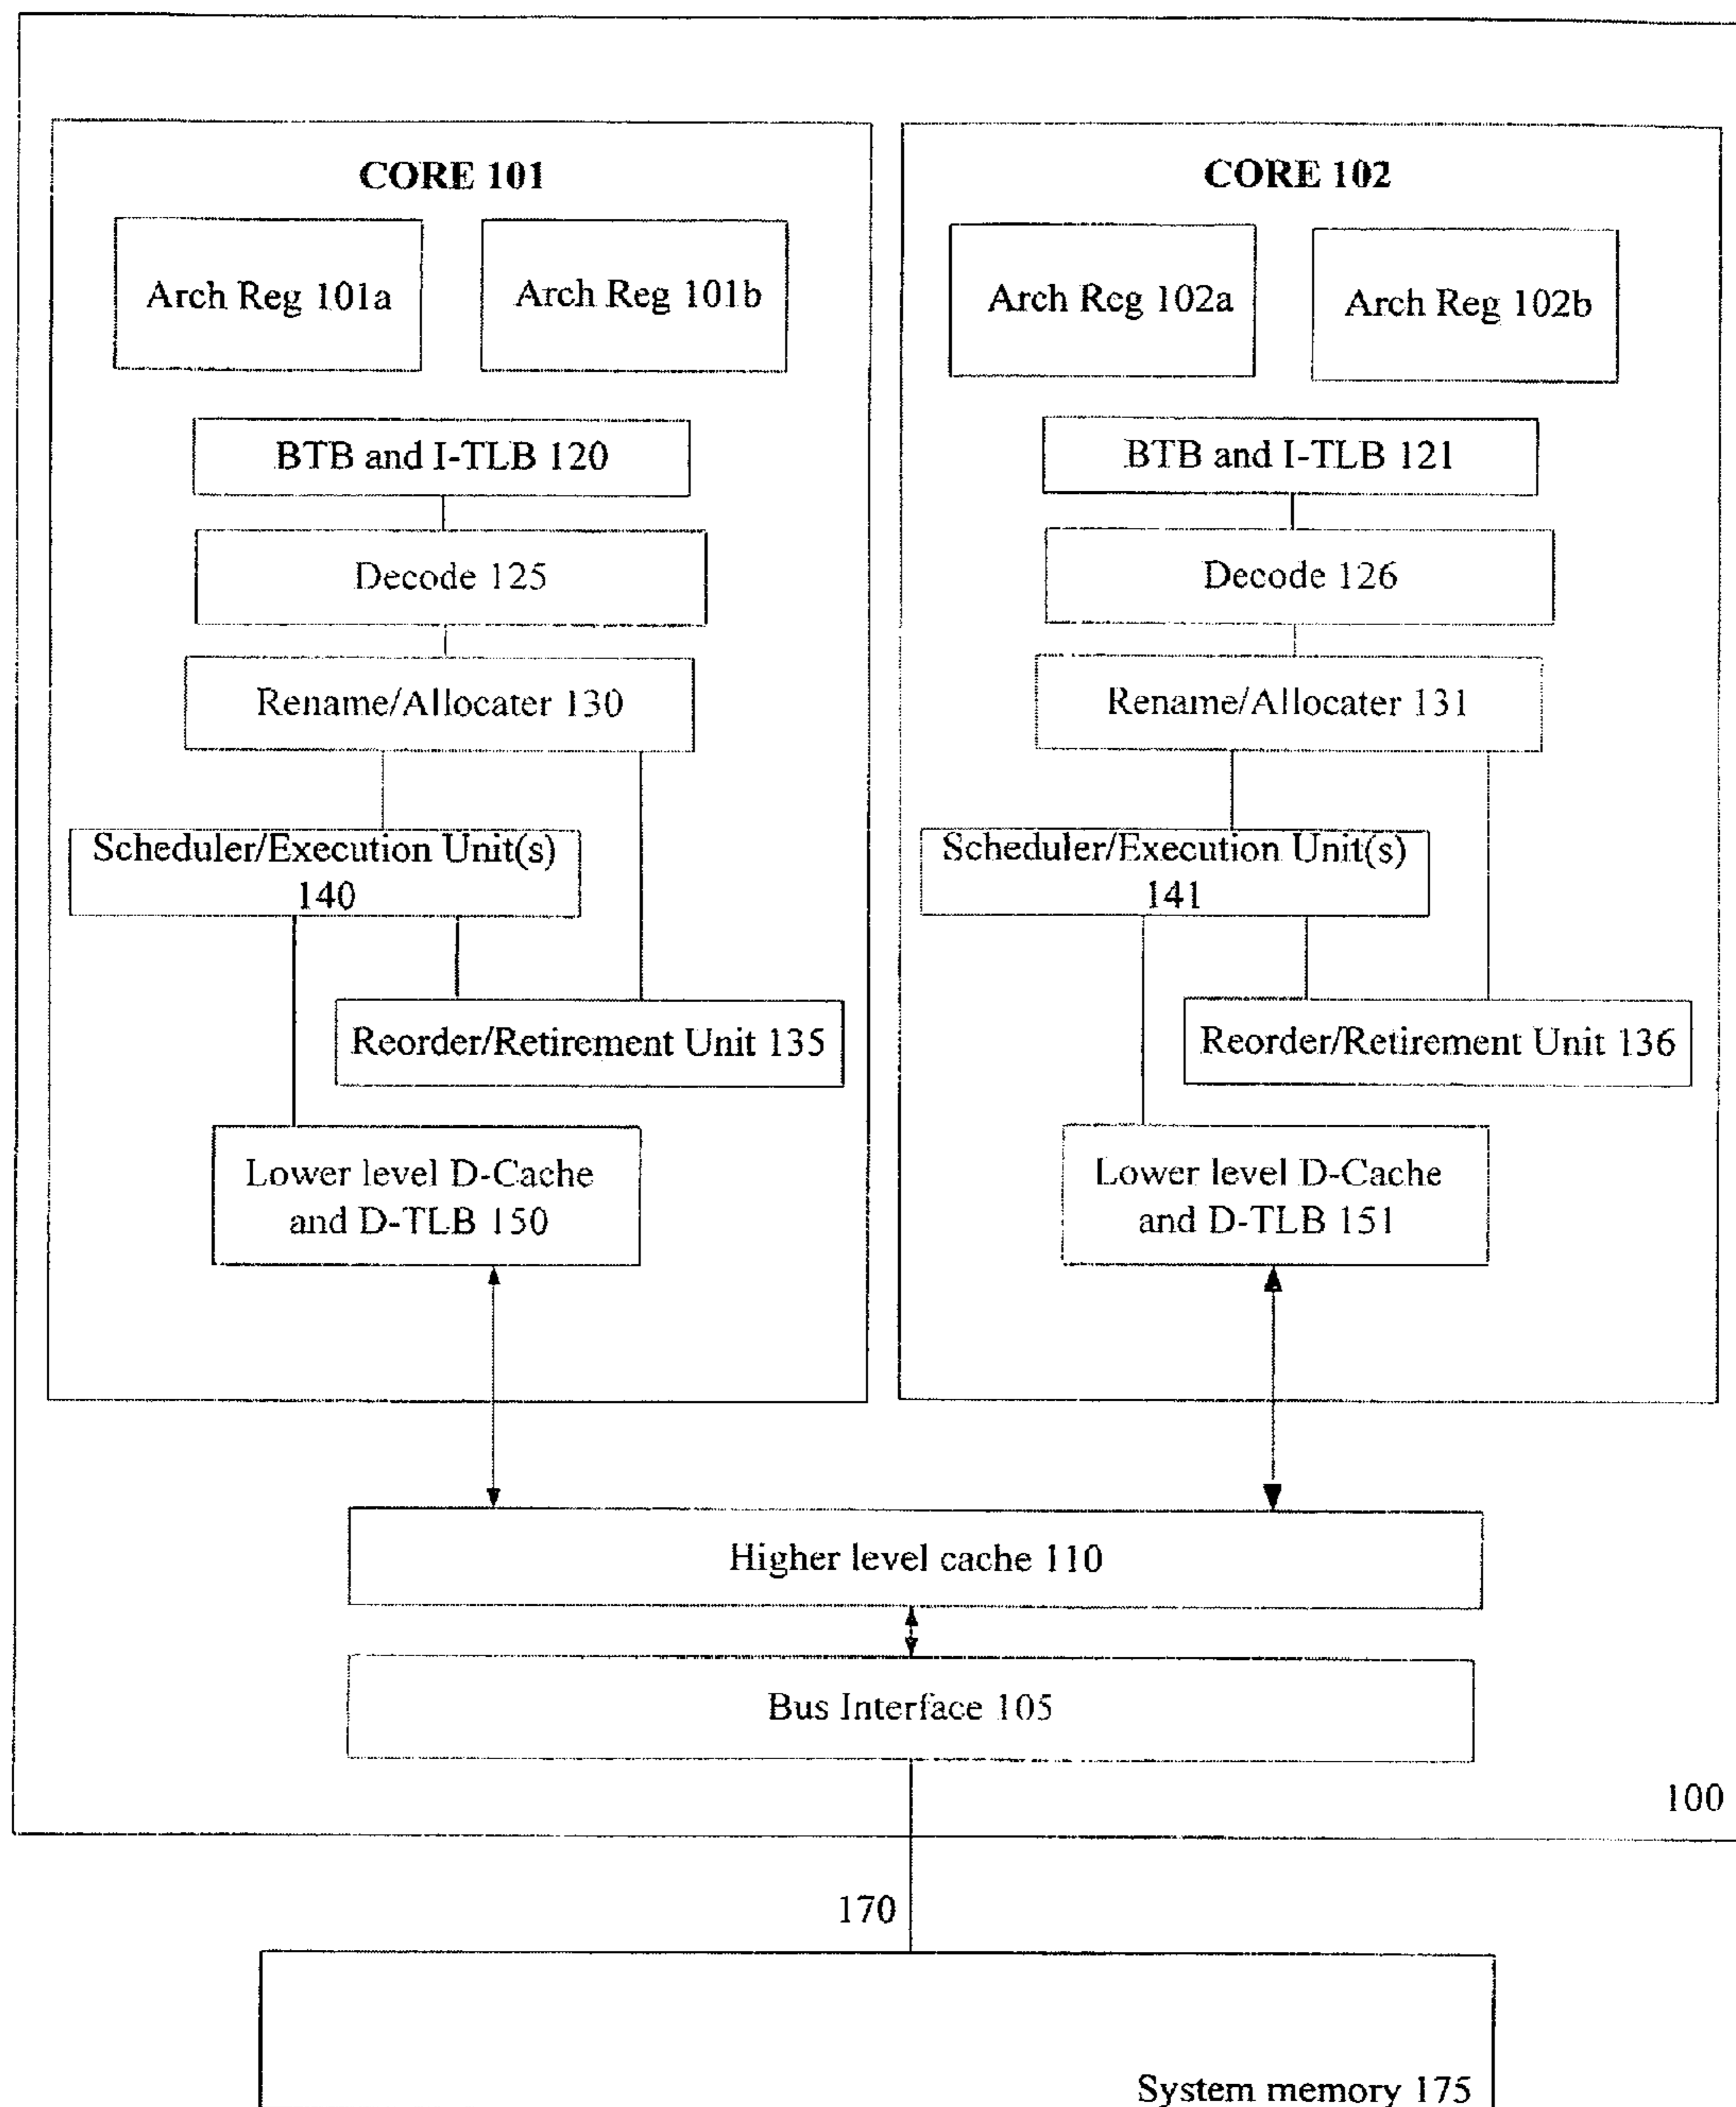 CORE 101
Arch Reg 101a
Arch Reg 101b
BTB and I-TLB 120
Decode 125
Rename/Allocater 130
Scheduler/Execution Unit(s)
140
Reorder/Retirement Unit 135
Lower level D-Cache
and D-TLB 150
CORE 102
Arch Reg 102a
Arch Reg 102b
BTB and I-TLB 121
Decode 126
Rename/Allocater 131
Scheduler/Execution Unit(s)
141
Reorder/Retirement Unit 136
Lower level D-Cache
and D-TLB 151
Higher level cache 110
Bus Interface 105
100
170
System memory 175